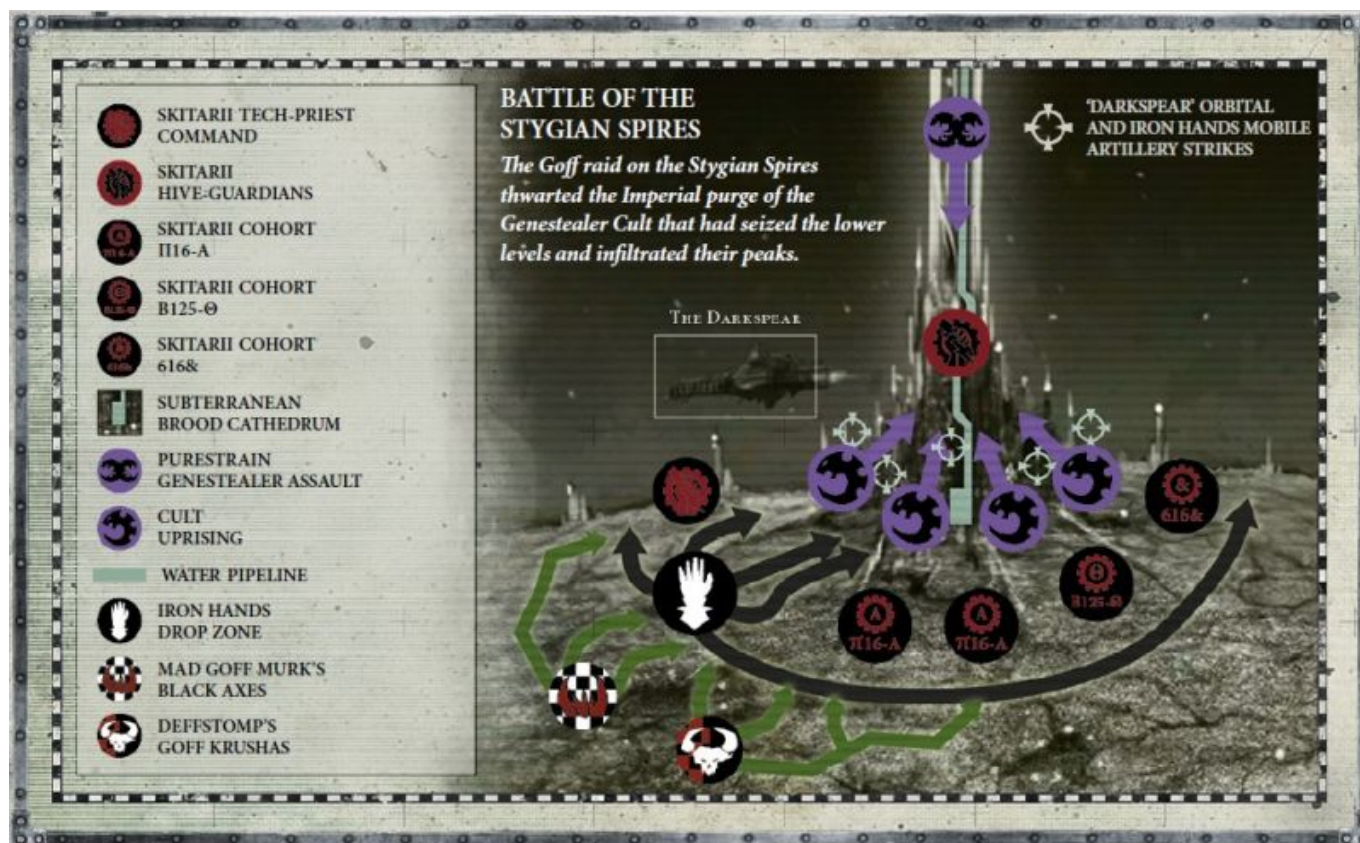 SKITARII TECH-PRIEST
COMMAND
SKITARII
HIVE-GUARDIANS
SKITARII COHORT
Π16-A
SKITARII COHORT
B125-Θ
SKITARII COHORT
616&
SUBTERRANEAN
BROOD CATHEDRUM
PURESTRAIN
GENESTEALER ASSAULT
CULT
UPRISING
WATER PIPELINE
IRON HANDS
DROP ZONE
MAD GOFF MURK'S
BLACK AXES
DEFFSTOMP'S
GOFF KRUSHAS
BATTLE OF THE
STYGIAN SPIRES
The Goff raid on the Stygian Spires
thwarted the Imperial purge of the
Genestealer Cult that had seized the lower
levels and infiltrated their peaks.
'DARKSPEAR' ORBITAL
AND IRON HANDS MOBILE
ARTILLERY STRIKES
THE DARKSPEAR
&
616&
Θ
B125-Θ
A
π16-A
A
π16-A